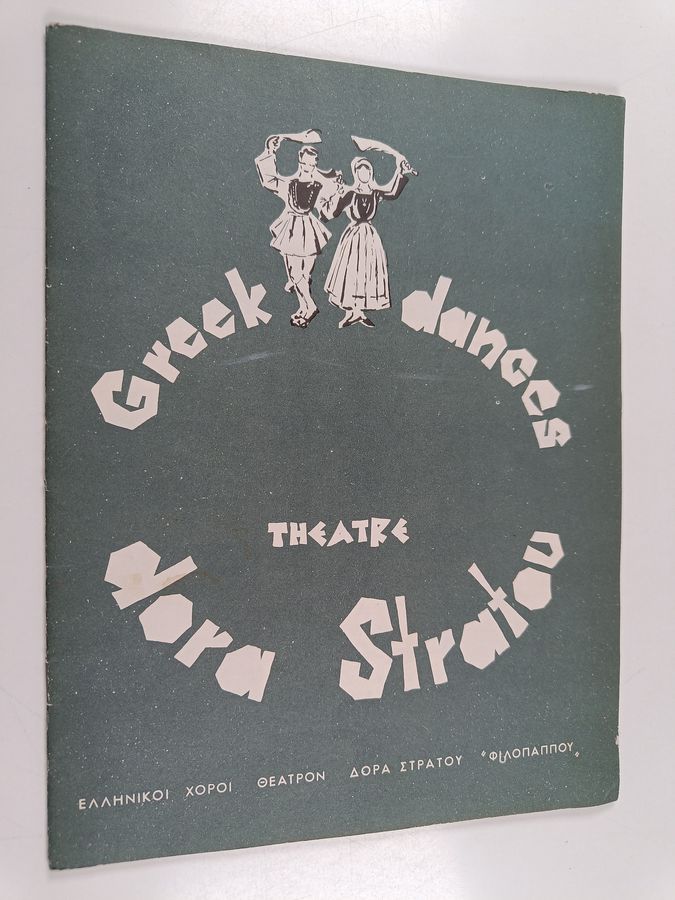 Greek dances
THEATRE
dora Stratou
ΕΛΛΗΝΙΚΟΙ ΧΟΡΟΙ ΘΕΑΤΡΟΝ ΔΟΡΑ ΣΤΡΑΤΟΥ "ΦΙΛΟΠΑΠΠΟΥ"